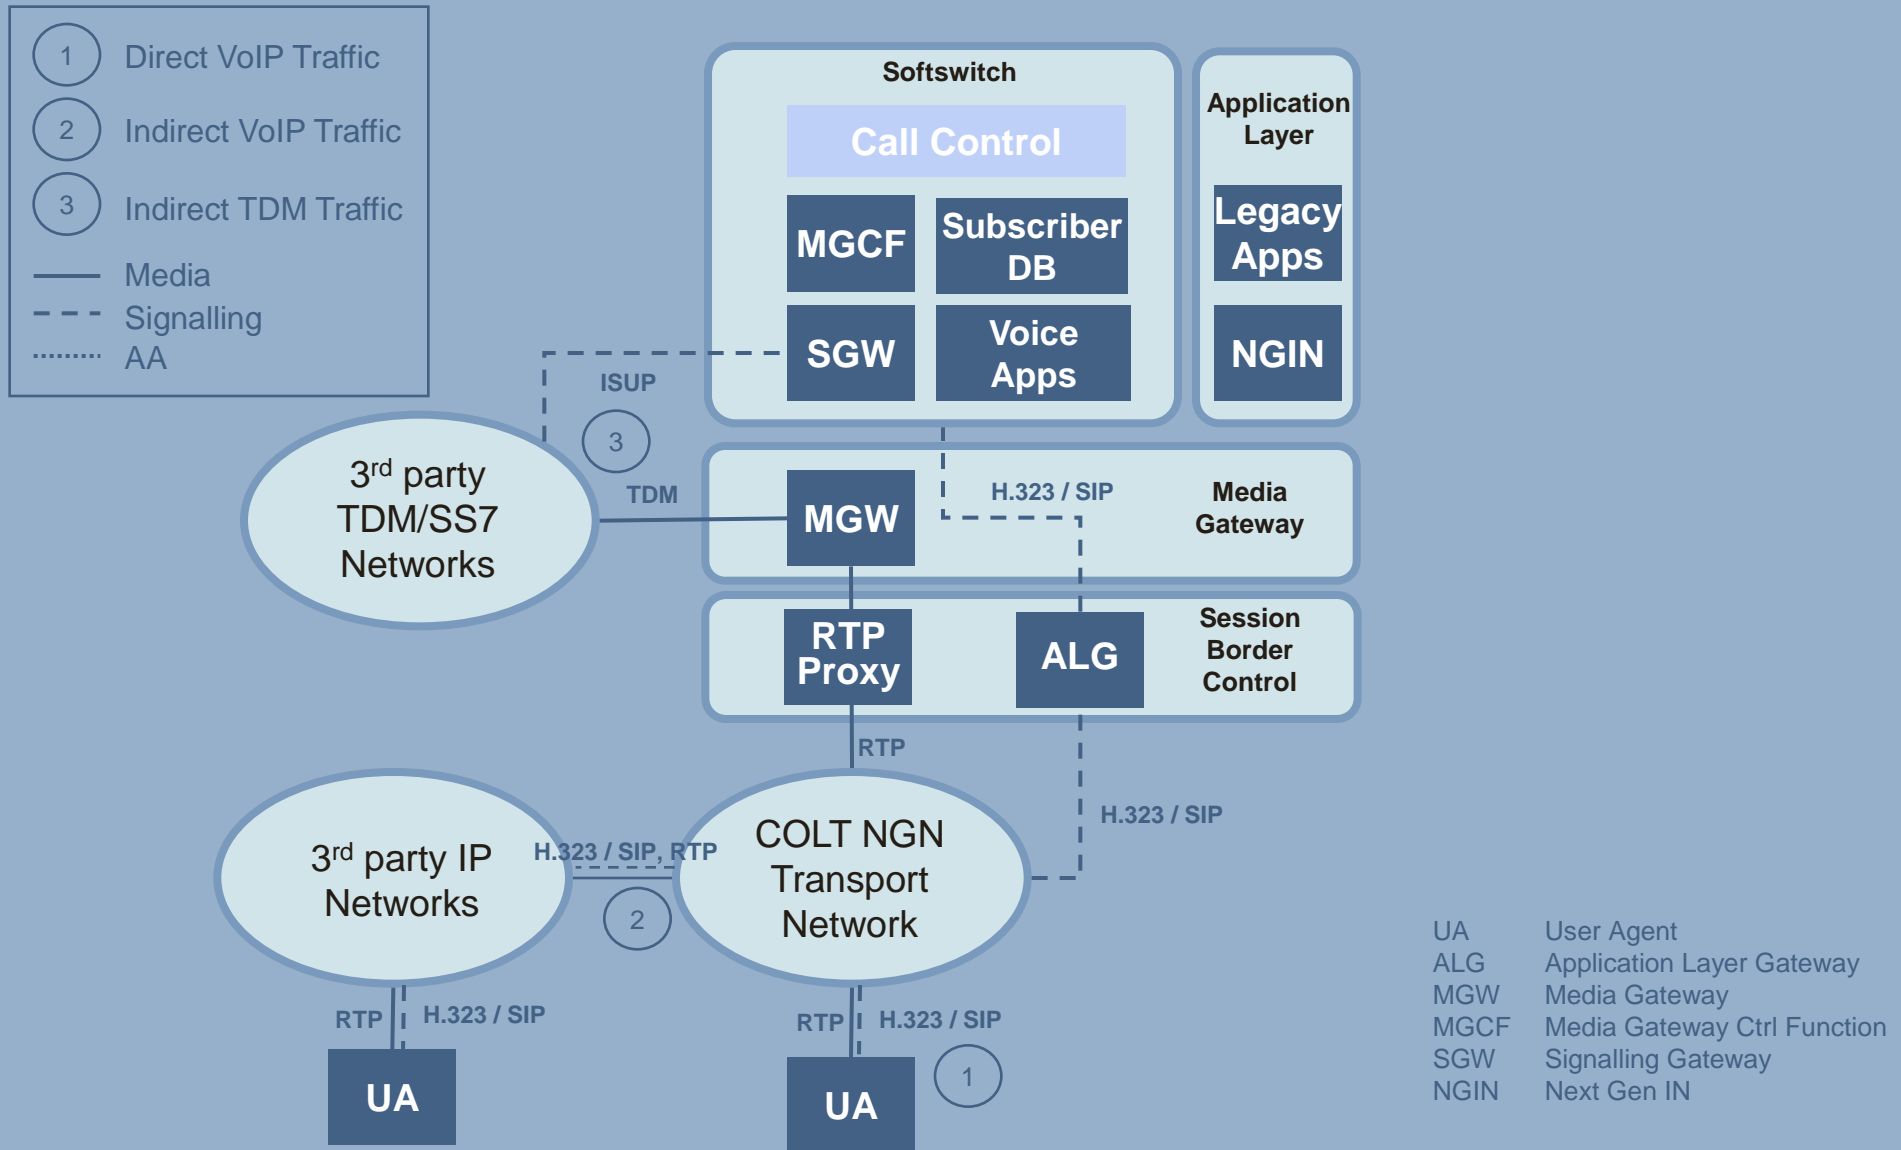 1 Direct VoIP Traffic
2 Indirect VoIP Traffic
3 Indirect TDM Traffic
Media
Signalling
AA
Softswitch
Call Control
MGCF
Subscriber
DB
SGW
Voice
Apps
Application
Layer
Legacy
Apps
NGIN
ISUP
3
TDM
3rd party
TDM/SS7
Networks
MGW
H.323 / SIP
Media
Gateway
RTP
Proxy
ALG
Session
Border
Control
RTP
H.323 / SIP
3rd party IP
Networks
H.323 / SIP, RTP
2
COLT NGN
Transport
Network
RTP
H.323 / SIP
UA
RTP
H.323 / SIP
1
UA
UA User Agent
ALG Application Layer Gateway
MGW Media Gateway
MGCF Media Gateway Ctrl Function
SGW Signalling Gateway
NGIN Next Gen IN